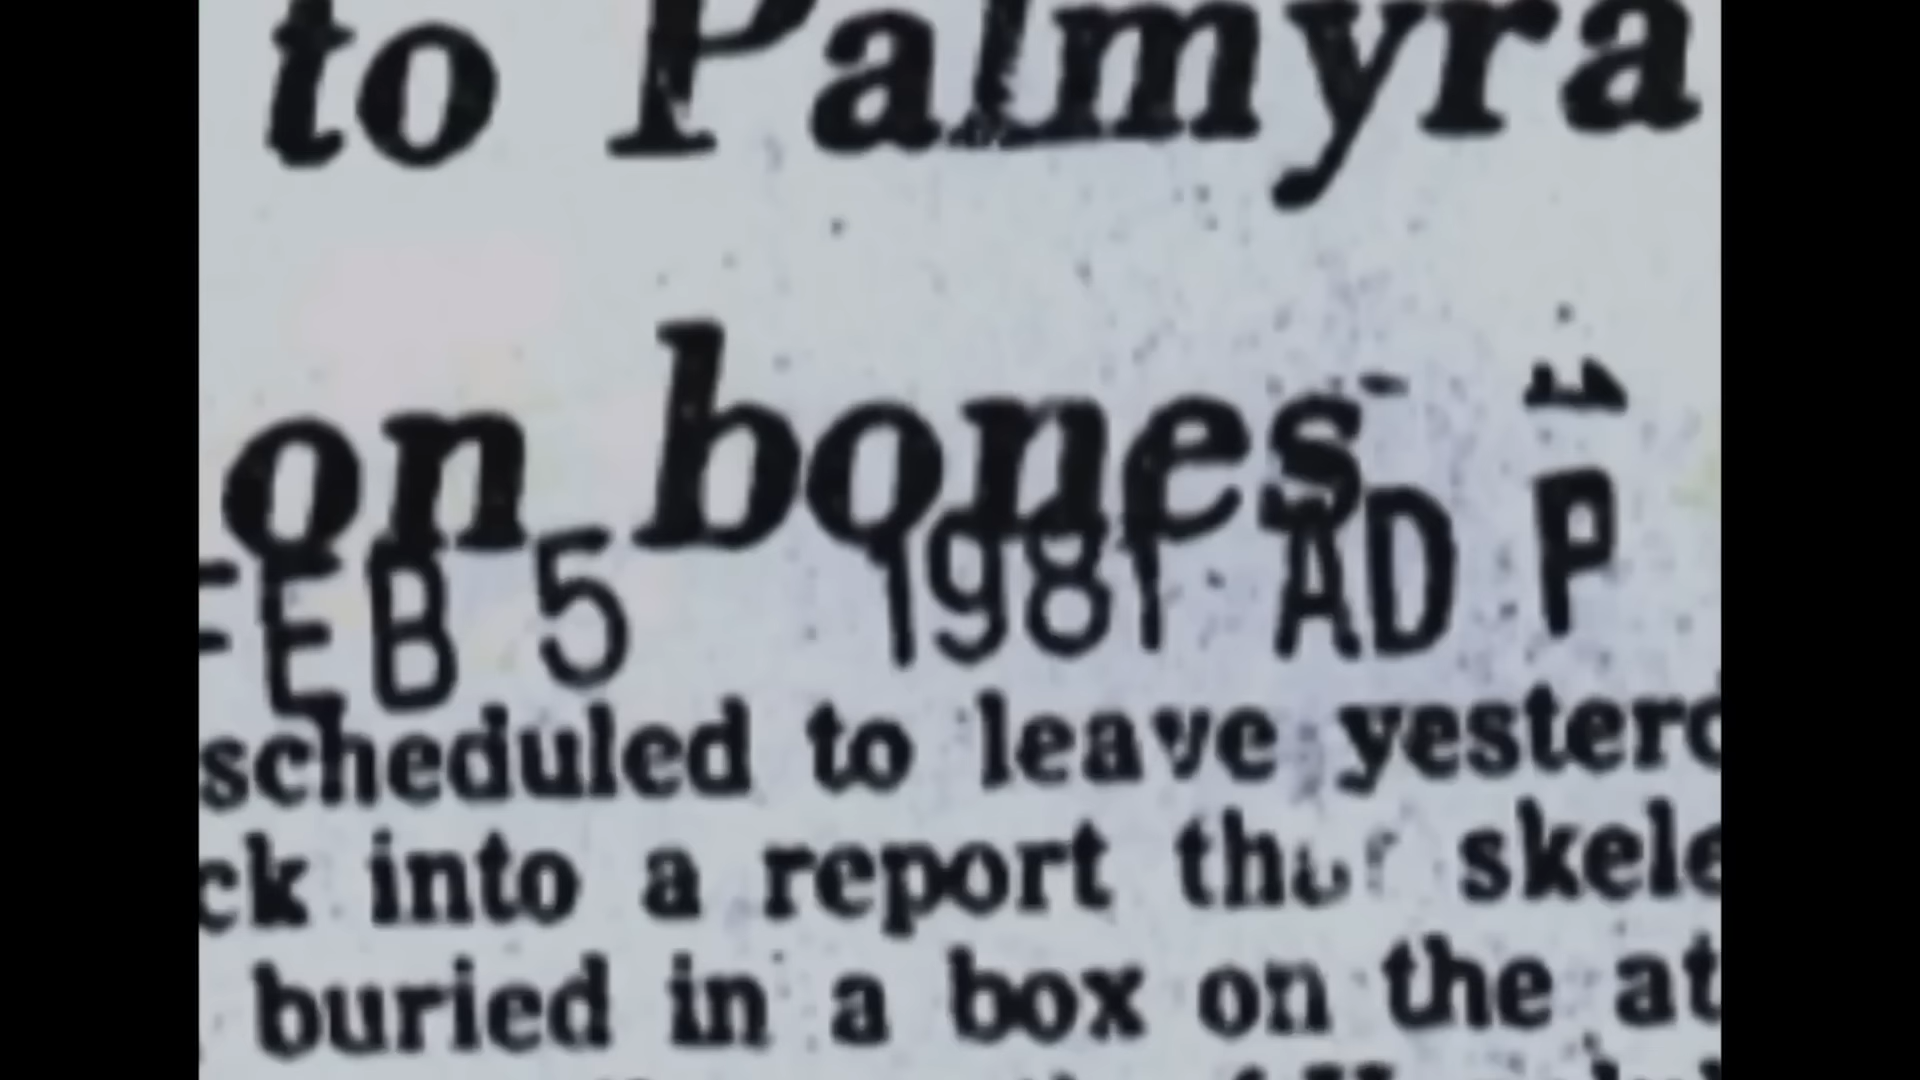 to Palmyra
on bones
FEB 5 1981 AD P
scheduled to leave yesterd
ck into a report that skele
buried in a box on the at